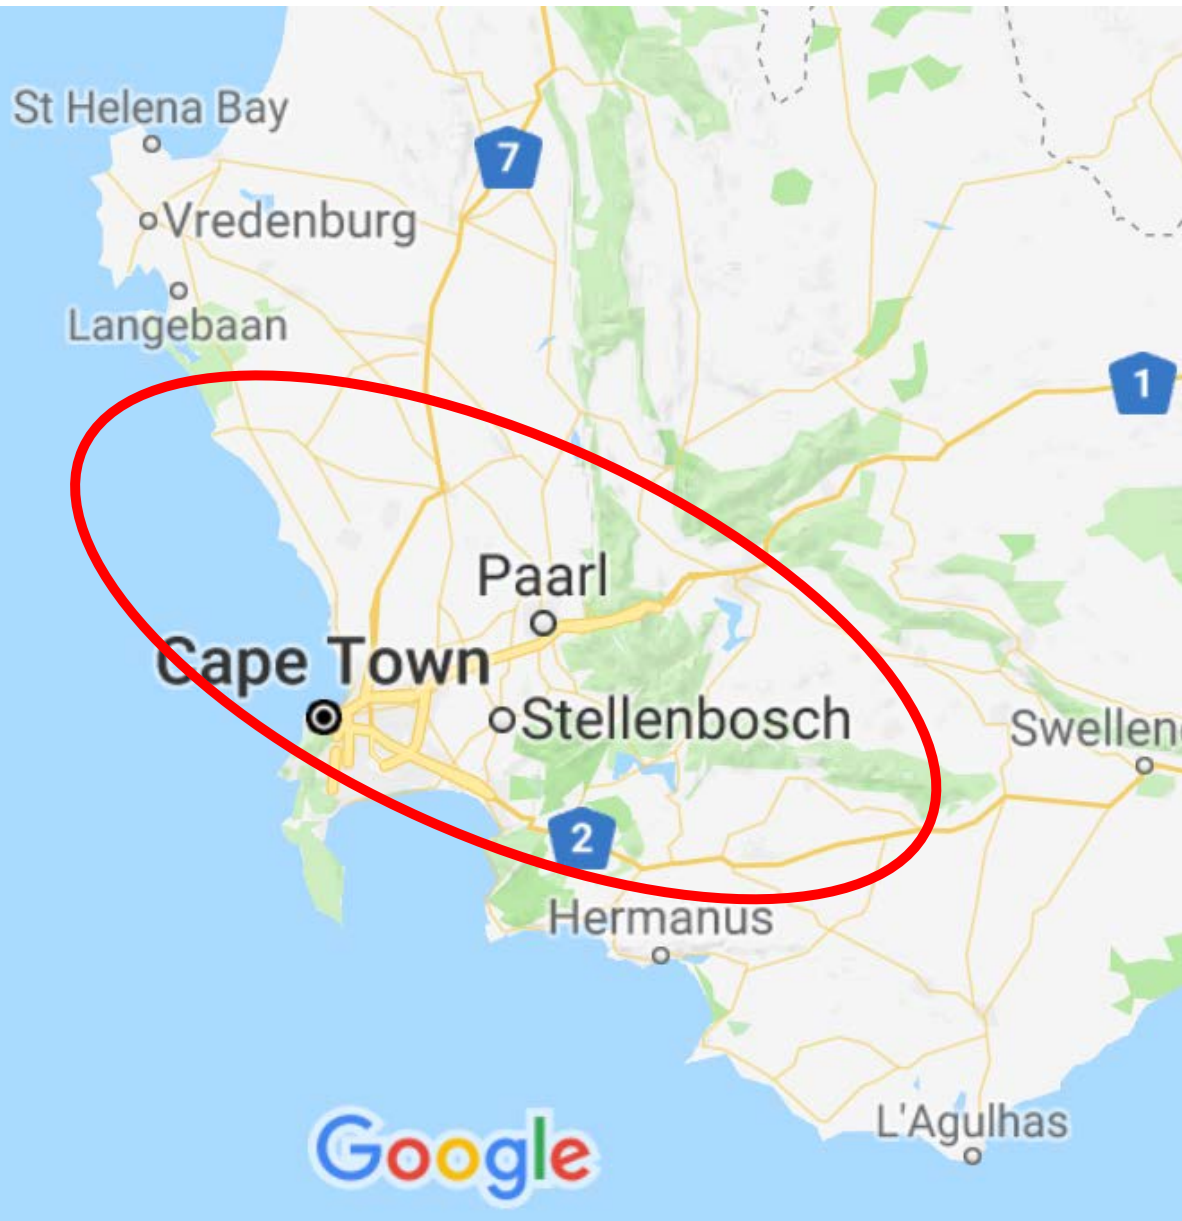 St Helena Bay
7
Vredenburg
Langebaan
1
Paarl
Cape Town
Stellenbosch
Swellen
2
Hermanus
L'Agulhas
Google